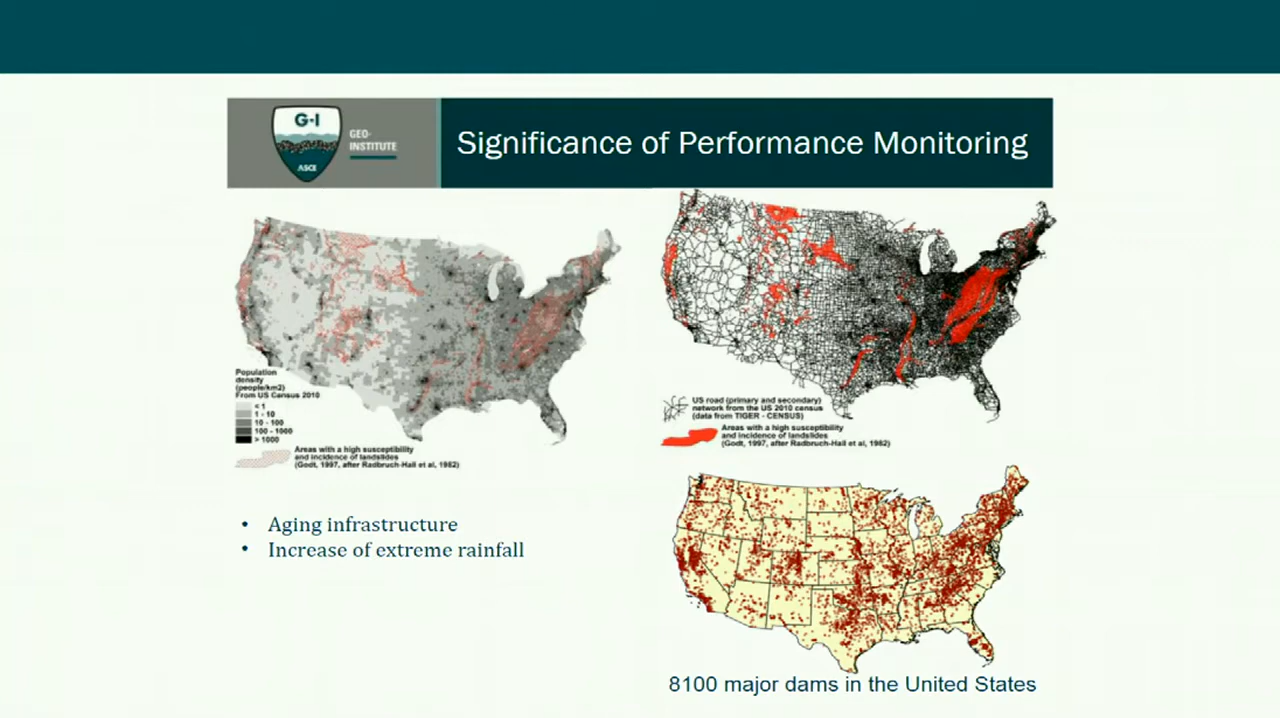 G-I
GEO-
INSTITUTE
ASCE
Significance of Performance Monitoring
Population
density
(people/km2)
From US Census 2010
< 1
1 - 10
10 - 100
100 - 1000
> 1000
Areas with a high susceptibility
and incidence of landslides
(Godt, 1997, after Radbruch-Hall et al, 1982)
US road (primary and secondary)
network from the US 2010 census
(data from TIGER - CENSUS)
Areas with a high susceptibility
and incidence of landslides
(Godt, 1997, after Radbruch-Hall et al, 1982)
• Aging infrastructure
• Increase of extreme rainfall
8100 major dams in the United States